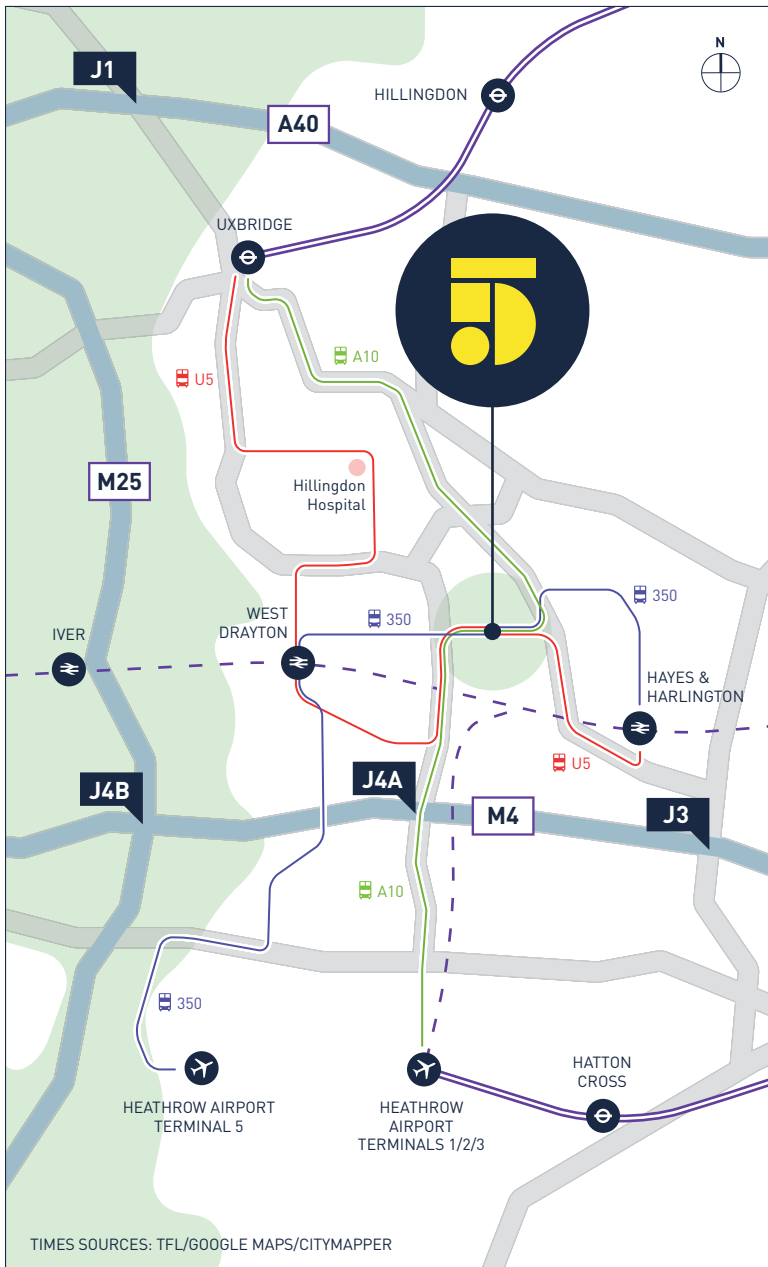 N
J1
HILLINGDON
A40
UXBRIDGE
A10
U5
M25
Hillingdon
Hospital
350
350
WEST
DRAYTON
IVER
HAYES &
HARLINGTON
U5
J4B
J4A
M4
J3
A10
350
HEATHROW AIRPORT
TERMINAL 5
HEATHROW
AIRPORT
TERMINALS 1/2/3
HATTON
CROSS
TIMES SOURCES: TFL/GOOGLE MAPS/CITYMAPPER